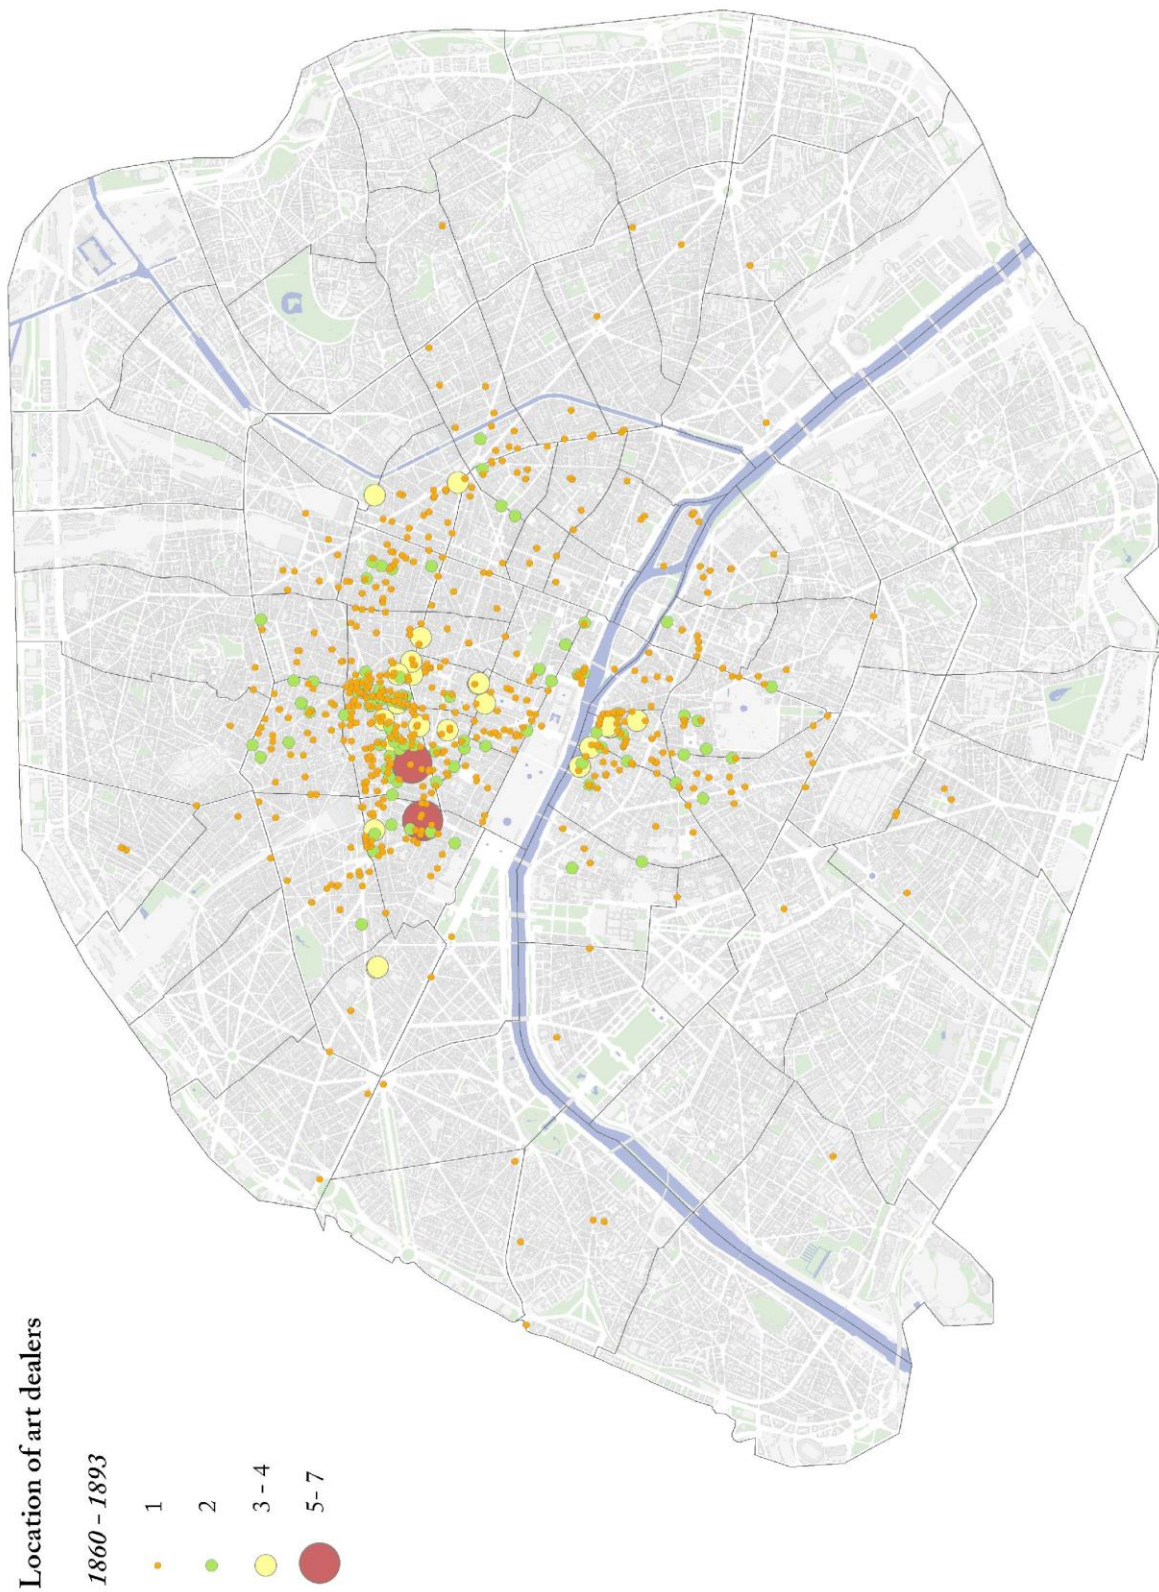 Location of art dealers
1860 – 1893
1
2
3 – 4
5- 7